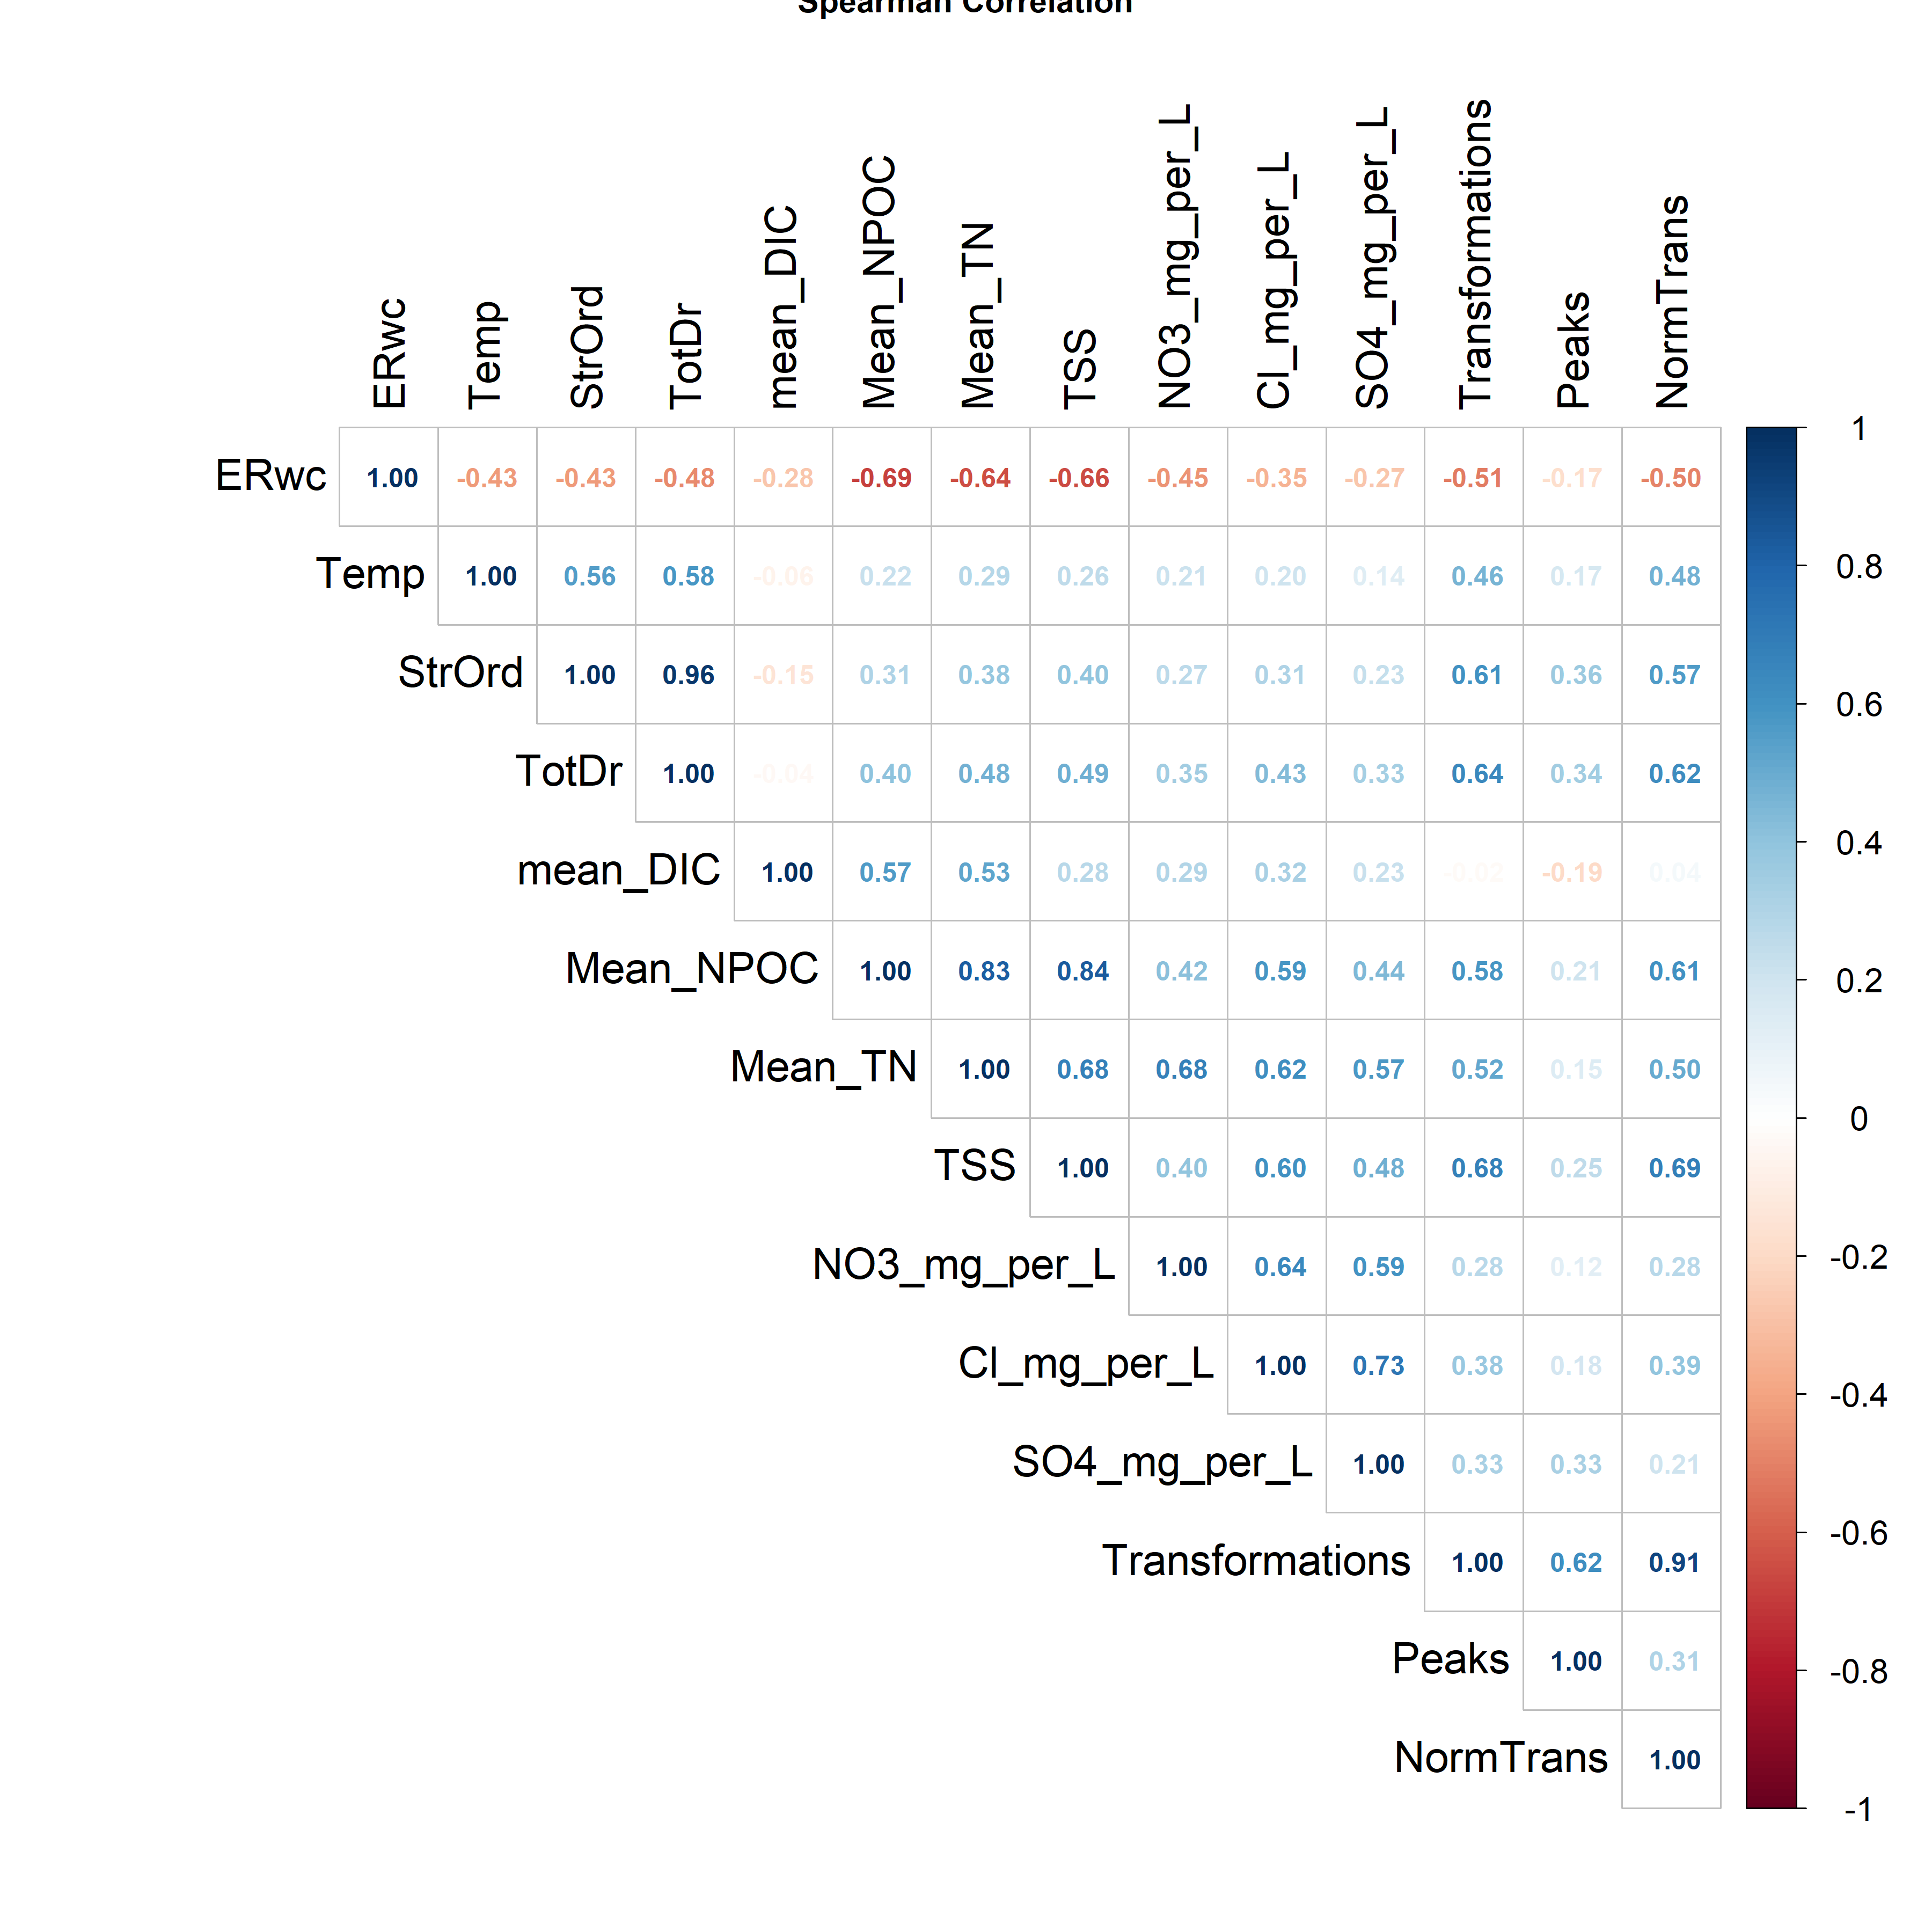 Spearman Correlation
ERwc Temp StrOrd TotDr mean_DIC Mean_NPOC Mean_TN TSS NO3_mg_per_L Cl_mg_per_L SO4_mg_per_L Transformations Peaks NormTrans
ERwc 1.00 -0.43 -0.43 -0.48 -0.28 -0.69 -0.64 -0.66 -0.45 -0.35 -0.27 -0.51 -0.17 -0.50
Temp 1.00 0.56 0.58 -0.06 0.22 0.29 0.26 0.21 0.20 0.14 0.46 0.17 0.48
StrOrd 1.00 0.96 -0.15 0.31 0.38 0.40 0.27 0.31 0.23 0.61 0.36 0.57
TotDr 1.00 -0.04 0.40 0.48 0.49 0.35 0.43 0.33 0.64 0.34 0.62
mean_DIC 1.00 0.57 0.53 0.28 0.29 0.32 0.23 -0.02 -0.19 0.04
Mean_NPOC 1.00 0.83 0.84 0.42 0.59 0.44 0.58 0.21 0.61
Mean_TN 1.00 0.68 0.68 0.62 0.57 0.52 0.15 0.50
TSS 1.00 0.40 0.60 0.48 0.68 0.25 0.69
NO3_mg_per_L 1.00 0.64 0.59 0.28 0.12 0.28
Cl_mg_per_L 1.00 0.73 0.38 0.18 0.39
SO4_mg_per_L 1.00 0.33 0.33 0.21
Transformations 1.00 0.62 0.91
Peaks 1.00 0.31
NormTrans 1.00
1
0.8
0.6
0.4
0.2
0
-0.2
-0.4
-0.6
-0.8
-1